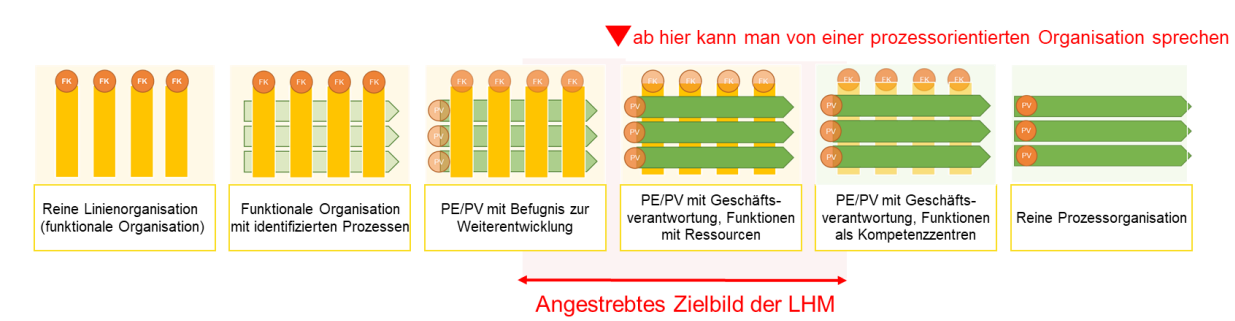 ab hier kann man von einer prozessorientierten Organisation sprechen
FK FK FK FK
FK FK FK FK
FK FK FK FK
FK FK FK FK
FK FK FK FK
PV
PV
PV
PV
PV
PV
PV
PV
PV
PV
PV
PV
Reine Linienorganisation
(funktionale Organisation)
Funktionale Organisation
mit identifizierten Prozessen
PE/PV mit Befugnis zur
Weiterentwicklung
PE/PV mit Geschäfts-
verantwortung, Funktionen
mit Ressourcen
PE/PV mit Geschäfts-
verantwortung, Funktionen
als Kompetenzzentren
Reine Prozessorganisation
Angestrebtes Zielbild der LHM